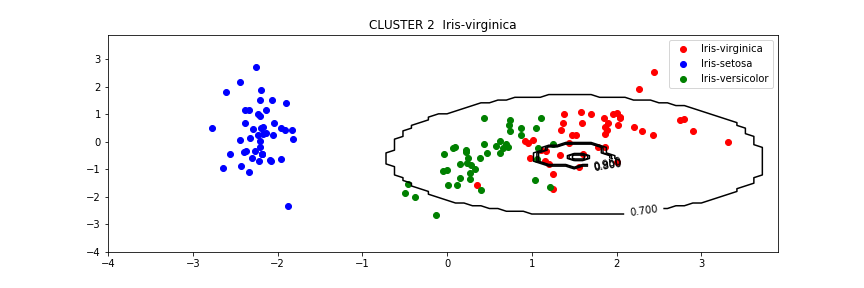 CLUSTER 2  Iris-virginica
Iris-virginica
Iris-setosa
Iris-versicolor
3
2
1
0
−1
−2
−3
−4
0.900
0.700
−4 −3 −2 −1 0 1 2 3